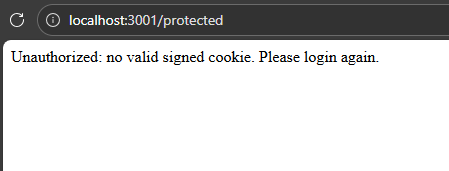 localhost:3001/protected
Unauthorized: no valid signed cookie. Please login again.